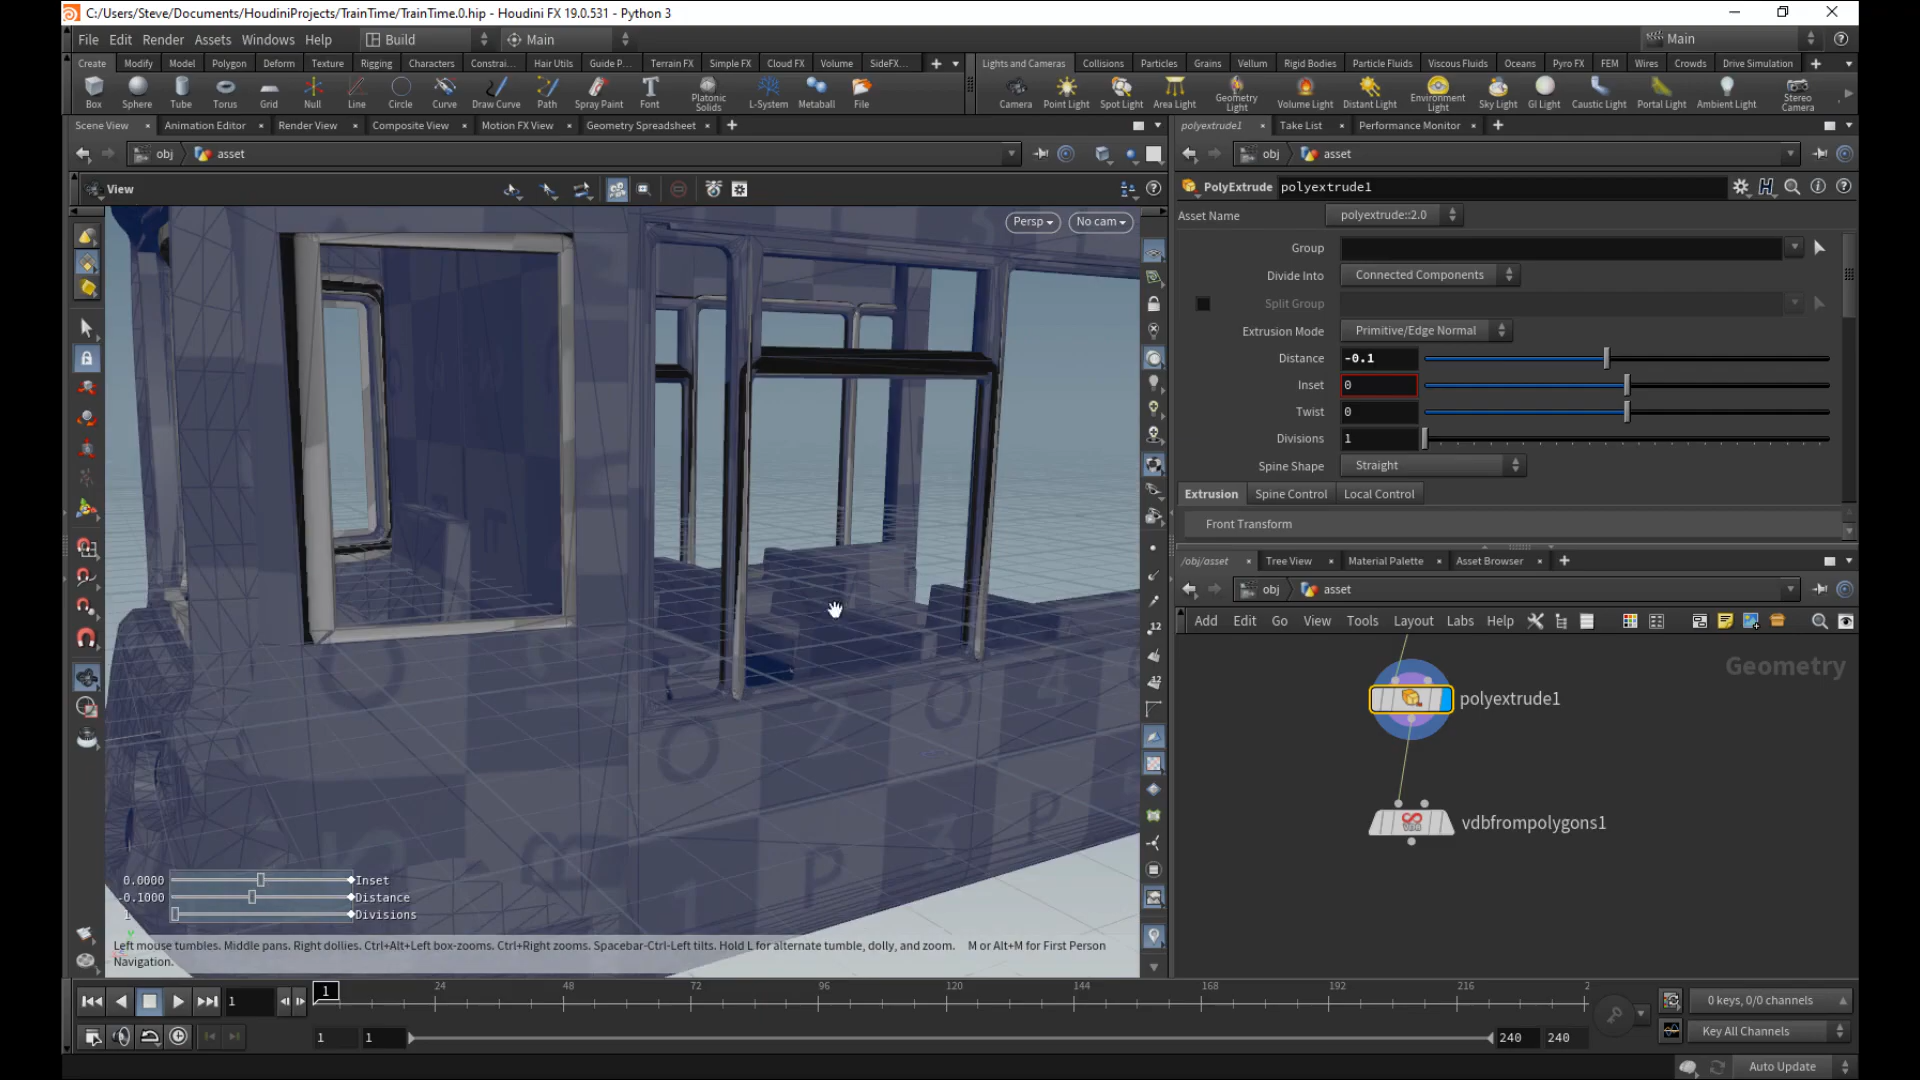 C:/Users/Steve/Documents/HoudiniProjects/TrainTime/TrainTime.0.hip - Houdini FX 19.0.531 - Python 3
File Edit Render Assets Windows Help Build Main Main
Create Modify Model Polygon Deform Texture Rigging Characters Constrai... Hair Utils Guide P... Terrain FX Simple FX Cloud FX Volume SideFX... Lights and Cameras Collisions Particles Grains Vellum Rigid Bodies Particle Fluids Viscous Fluids Oceans Pyro FX FEM Wires Crowds Drive Simulation
Box Sphere Tube Torus Grid Null Line Circle Curve Draw Curve Path Spray Paint Font Platonic Solids L-System Metaball File Camera Point Light Spot Light Area Light Geometry Light Volume Light Distant Light Environment Light Sky Light GI Light Caustic Light Portal Light Ambient Light Stereo Camera
Scene View Animation Editor Render View Composite View Motion FX View Geometry Spreadsheet polyextrude1 Take List Performance Monitor
obj asset obj asset
View
Persp No cam
PolyExtrude polyextrude1
Asset Name polyextrude::2.0
Group
Divide Into Connected Components
Split Group
Extrusion Mode Primitive/Edge Normal
Distance -0.1
Inset 0
Twist 0
Divisions 1
Spine Shape Straight
Extrusion Spine Control Local Control
Front Transform
/obj/asset Tree View Material Palette Asset Browser
obj asset
Add Edit Go View Tools Layout Labs Help
Geometry
polyextrude1
vdbfrompolygons1
0.0000 Inset
-0.1000 Distance
1 Divisions
Left mouse tumbles. Middle pans. Right dollies. Ctrl+Alt+Left box-zooms. Ctrl+Right zooms. Spacebar-Ctrl-Left tilts. Hold L for alternate tumble, dolly, and zoom. M or Alt+M for First Person
Navigation.
1 1 24 48 72 96 120 144 168 192 216 2
0 keys, 0/0 channels
1 1 240 240
Key All Channels
Auto Update